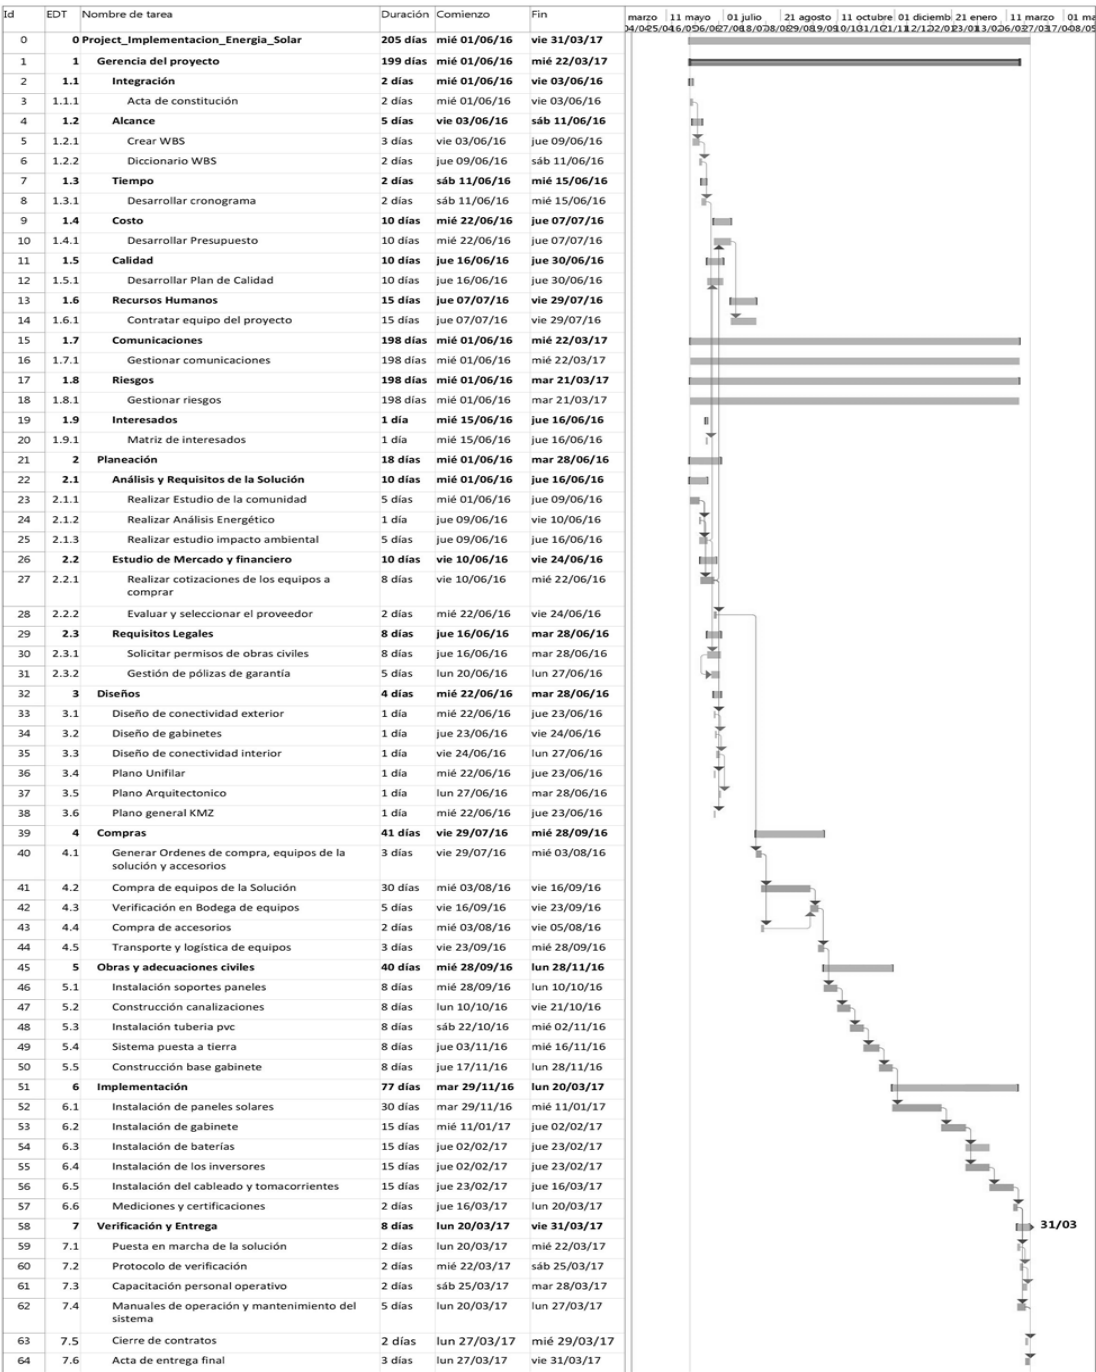 Id EDT Nombre de tarea Duración Comienzo Fin marzo 11 mayo 01 julio 21 agosto 11 octubre 01 diciemb 21 enero 11 marzo 01 ma
0 0 Project_Implementacion_Energia_Solar 205 días mié 01/06/16 vie 31/03/17
1 1 Gerencia del proyecto 199 días mié 01/06/16 mié 22/03/17
2 1.1 Integración 2 días mié 01/06/16 vie 03/06/16
3 1.1.1 Acta de constitución 2 días mié 01/06/16 vie 03/06/16
4 1.2 Alcance 5 días vie 03/06/16 sáb 11/06/16
5 1.2.1 Crear WBS 3 días vie 03/06/16 jue 09/06/16
6 1.2.2 Diccionario WBS 2 días jue 09/06/16 sáb 11/06/16
7 1.3 Tiempo 2 días sáb 11/06/16 mié 15/06/16
8 1.3.1 Desarrollar cronograma 2 días sáb 11/06/16 mié 15/06/16
9 1.4 Costo 10 días mié 22/06/16 jue 07/07/16
10 1.4.1 Desarrollar Presupuesto 10 días mié 22/06/16 jue 07/07/16
11 1.5 Calidad 10 días jue 16/06/16 jue 30/06/16
12 1.5.1 Desarrollar Plan de Calidad 10 días jue 16/06/16 jue 30/06/16
13 1.6 Recursos Humanos 15 días jue 07/07/16 vie 29/07/16
14 1.6.1 Contratar equipo del proyecto 15 días jue 07/07/16 vie 29/07/16
15 1.7 Comunicaciones 198 días mié 01/06/16 mié 22/03/17
16 1.7.1 Gestionar comunicaciones 198 días mié 01/06/16 mié 22/03/17
17 1.8 Riesgos 198 días mié 01/06/16 mar 21/03/17
18 1.8.1 Gestionar riesgos 198 días mié 01/06/16 mar 21/03/17
19 1.9 Interesados 1 día mié 15/06/16 jue 16/06/16
20 1.9.1 Matriz de interesados 1 día mié 15/06/16 jue 16/06/16
21 2 Planeación 18 días mié 01/06/16 mar 28/06/16
22 2.1 Análisis y Requisitos de la Solución 10 días mié 01/06/16 jue 16/06/16
23 2.1.1 Realizar Estudio de la comunidad 5 días mié 01/06/16 jue 09/06/16
24 2.1.2 Realizar Análisis Energético 1 día jue 09/06/16 vie 10/06/16
25 2.1.3 Realizar estudio impacto ambiental 5 días jue 09/06/16 jue 16/06/16
26 2.2 Estudio de Mercado y financiero 10 días vie 10/06/16 vie 24/06/16
27 2.2.1 Realizar cotizaciones de los equipos a 8 días vie 10/06/16 mié 22/06/16
comprar
28 2.2.2 Evaluar y seleccionar el proveedor 2 días mié 22/06/16 vie 24/06/16
29 2.3 Requisitos Legales 8 días jue 16/06/16 mar 28/06/16
30 2.3.1 Solicitar permisos de obras civiles 8 días jue 16/06/16 mar 28/06/16
31 2.3.2 Gestión de pólizas de garantía 5 días lun 20/06/16 lun 27/06/16
32 3 Diseños 4 días mié 22/06/16 mar 28/06/16
33 3.1 Diseño de conectividad exterior 1 día mié 22/06/16 jue 23/06/16
34 3.2 Diseño de gabinetes 1 día jue 23/06/16 vie 24/06/16
35 3.3 Diseño de conectividad interior 1 día vie 24/06/16 lun 27/06/16
36 3.4 Plano Unifilar 1 día mié 22/06/16 jue 23/06/16
37 3.5 Plano Arquitectonico 1 día lun 27/06/16 mar 28/06/16
38 3.6 Plano general KMZ 1 día mié 22/06/16 jue 23/06/16
39 4 Compras 41 días vie 29/07/16 mié 28/09/16
40 4.1 Generar Ordenes de compra, equipos de la 3 días vie 29/07/16 mié 03/08/16
solución y accesorios
41 4.2 Compra de equipos de la Solución 30 días mié 03/08/16 vie 16/09/16
42 4.3 Verificación en Bodega de equipos 5 días vie 16/09/16 vie 23/09/16
43 4.4 Compra de accesorios 2 días mié 03/08/16 vie 05/08/16
44 4.5 Transporte y logística de equipos 3 días vie 23/09/16 mié 28/09/16
45 5 Obras y adecuaciones civiles 40 días mié 28/09/16 lun 28/11/16
46 5.1 Instalación soportes paneles 8 días mié 28/09/16 lun 10/10/16
47 5.2 Construcción canalizaciones 8 días lun 10/10/16 vie 21/10/16
48 5.3 Instalación tuberia pvc 8 días sáb 22/10/16 mié 02/11/16
49 5.4 Sistema puesta a tierra 8 días jue 03/11/16 mié 16/11/16
50 5.5 Construcción base gabinete 8 días jue 17/11/16 lun 28/11/16
51 6 Implementación 77 días mar 29/11/16 lun 20/03/17
52 6.1 Instalación de paneles solares 30 días mar 29/11/16 mié 11/01/17
53 6.2 Instalación de gabinete 15 días mié 11/01/17 jue 02/02/17
54 6.3 Instalación de baterías 15 días jue 02/02/17 jue 23/02/17
55 6.4 Instalación de los inversores 15 días jue 02/02/17 jue 23/02/17
56 6.5 Instalación del cableado y tomacorrientes 15 días jue 23/02/17 jue 16/03/17
57 6.6 Mediciones y certificaciones 2 días jue 16/03/17 lun 20/03/17
58 7 Verificación y Entrega 8 días lun 20/03/17 vie 31/03/17 31/03
59 7.1 Puesta en marcha de la solución 2 días lun 20/03/17 mié 22/03/17
60 7.2 Protocolo de verificación 2 días mié 22/03/17 sáb 25/03/17
61 7.3 Capacitación personal operativo 2 días sáb 25/03/17 mar 28/03/17
62 7.4 Manuales de operación y mantenimiento del 5 días lun 20/03/17 lun 27/03/17
sistema
63 7.5 Cierre de contratos 2 días lun 27/03/17 mié 29/03/17
64 7.6 Acta de entrega final 3 días lun 27/03/17 vie 31/03/17